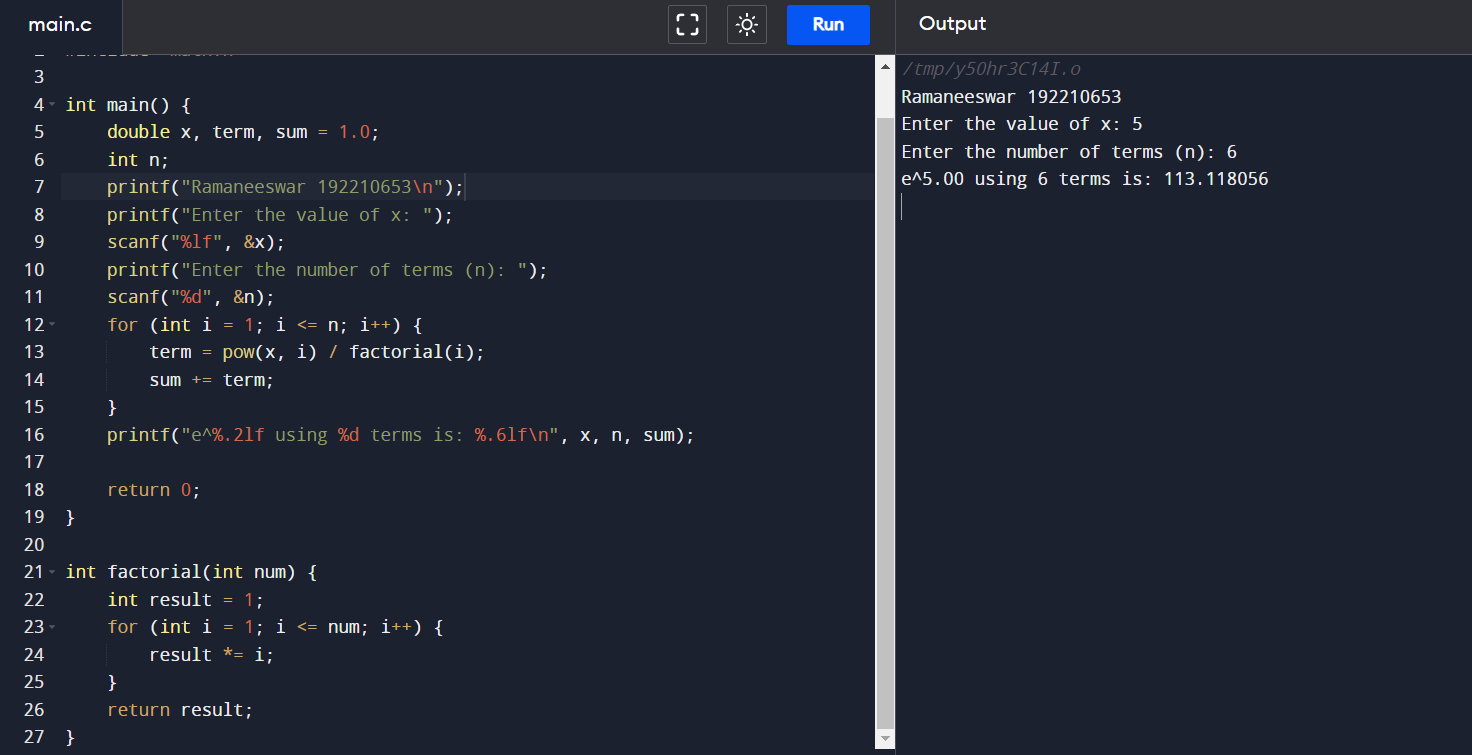 main.c
Run
Output
3
4 int main() {
5 double x, term, sum = 1.0;
6 int n;
7 printf("Ramaneeswar 192210653\n");
8 printf("Enter the value of x: ");
9 scanf("%lf", &x);
10 printf("Enter the number of terms (n): ");
11 scanf("%d", &n);
12 for (int i = 1; i <= n; i++) {
13 term = pow(x, i) / factorial(i);
14 sum += term;
15 }
16 printf("e^%.2lf using %d terms is: %.6lf\n", x, n, sum);
17
18 return 0;
19 }
20
21 int factorial(int num) {
22 int result = 1;
23 for (int i = 1; i <= num; i++) {
24 result *= i;
25 }
26 return result;
27 }
/tmp/y5Ohr3C14I.o
Ramaneeswar 192210653
Enter the value of x: 5
Enter the number of terms (n): 6
e^5.00 using 6 terms is: 113.118056